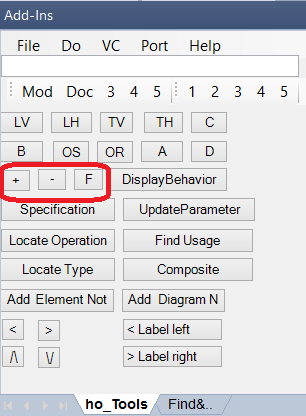 Add-Ins
File Do VC Port Help
Mod Doc 3 4 5 1 2 3 4 5
LV LH TV TH C
B OS OR A D
+ - F DisplayBehavior
Specification UpdateParameter
Locate Operation Find Usage
Locate Type Composite
Add Element Not Add Diagram N
< > < Label left
/\ \/ > Label right
ho_Tools Find&..